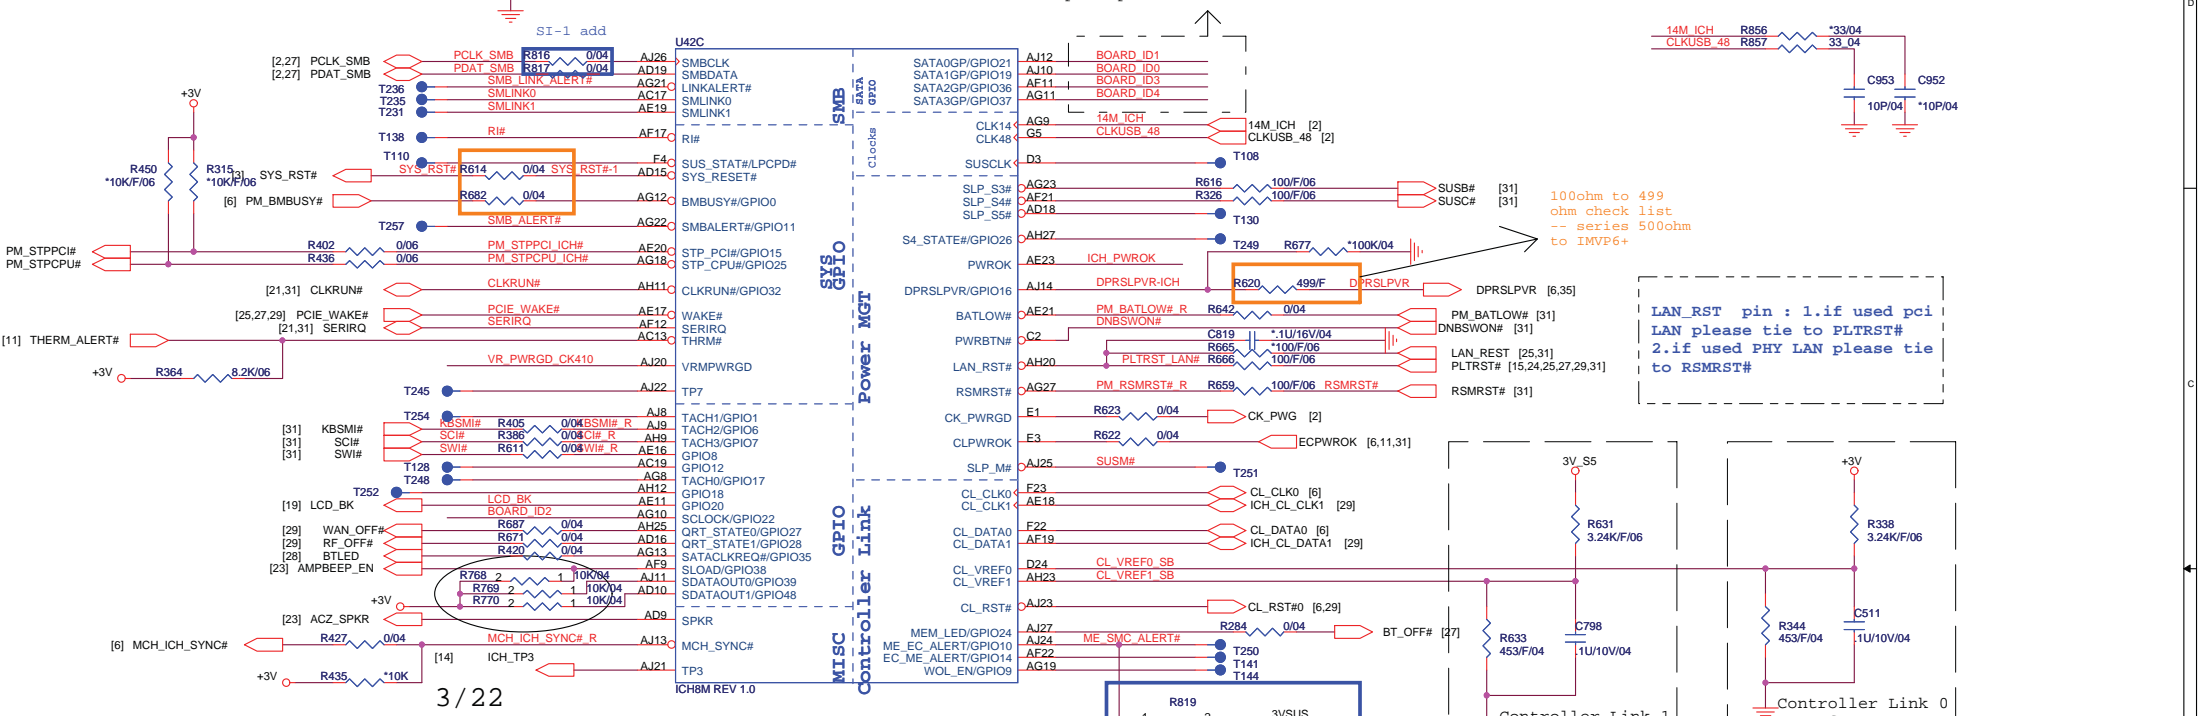 SI-1 add
U42C
[2,27] PCLK_SMB PCLK_SMB R816 0/04 AJ26 SMBCLK
[2,27] PDAT_SMB PDAT_SMB R817 0/04 AD19 SMBDATA
T236 SMB_LINK_ALERT# AG21 LINKALERT#
T235 SMLINK0 AC17 SMLINK0
T231 SMLINK1 AE19 SMLINK1
SMB
SATA
GPIO
SATA0GP/GPIO21 AJ12 BOARD_ID1
SATA1GP/GPIO19 AJ10 BOARD_ID0
SATA2GP/GPIO36 AF11 BOARD_ID3
SATA3GP/GPIO37 AG11 BOARD_ID4
14M_ICH R856 *33/04
CLKUSB_48 R857 33_04
C953
10P/04
C952
*10P/04
D
+3V
R450
*10K/F/06
R315
*10K/F/06
T138 RI# AF17 RI#
T110 F4 SUS_STAT#/LPCPD#
SYS_RST# SYS_RST# R614 0/04 SYS_RST#-1 AD15 SYS_RESET#
[6] PM_BMBUSY# R682 0/04 AG12 BMBUSY#/GPIO0
T257 SMB_ALERT# AG22 SMBALERT#/GPIO11
PM_STPPCI# R402 0/06 PM_STPPCI_ICH# AE20 STP_PCI#/GPIO15
PM_STPCPU# R436 0/06 PM_STPCPU_ICH# AG18 STP_CPU#/GPIO25
[21,31] CLKRUN# CLKRUN# AH11 CLKRUN#/GPIO32
[25,27,29] PCIE_WAKE# PCIE_WAKE# AE17 WAKE#
[21,31] SERIRQ SERIRQ AF12 SERIRQ
[11] THERM_ALERT# AC13 THRM#
+3V R364 8.2K/06
VR_PWRGD_CK410 AJ20 VRMPWRGD
T245 AJ22 TP7
SYS
GPIO
Clocks
Power MGT
CLK14 AG9 14M_ICH 14M_ICH [2]
CLK48 G5 CLKUSB_48 CLKUSB_48 [2]
SUSCLK D3 T108
SLP_S3# AG23 R616 100/F/06 SUSB# [31]
SLP_S4# AF21 R326 100/F/06 SUSC# [31]
SLP_S5# AD18 T130
S4_STATE#/GPIO26 AH27 T249
R677 *100K/04
PWROK AE23 ICH_PWROK
DPRSLPVR/GPIO16 AJ14 DPRSLPVR-ICH R620 499/F DPRSLPVR DPRSLPVR [6,35]
BATLOW# AE21 PM_BATLOW#_R R642 0/04 PM_BATLOW# [31]
PWRBTN# C2 DNBSWON# DNBSWON# [31]
C819 *.1U/16V/04
R665 *100/F/06 LAN_REST [25,31]
LAN_RST# AH20 PLTRST_LAN# R666 100/F/06 PLTRST# [15,24,25,27,29,31]
RSMRST# AG27 PM_RSMRST#_R R659 100/F/06 RSMRST# RSMRST# [31]
CK_PWRGD E1 R623 0/04 CK_PWG [2]
CLPWROK E3 R622 0/04 ECPWROK [6,11,31]
SLP_M# AJ25 SUSM# T251
100ohm to 499
ohm check list
-- series 500ohm
to IMVP6+
LAN_RST pin : 1.if used pci
LAN please tie to PLTRST#
2.if used PHY LAN please tie
to RSMRST#
C
T254 AJ8 TACH1/GPIO1
[31] KBSMI# KBSMI# R405 0/04 KBSMI#_R AJ9 TACH2/GPIO6
[31] SCI# SCI# R386 0/04 SCI#_R AH9 TACH3/GPIO7
[31] SWI# SWI# R611 0/04 SWI#_R AE16 GPIO8
T128 AC19 GPIO12
T248 AG8 TACH0/GPIO17
T252 AH12 GPIO18
[19] LCD_BK LCD_BK AE11 GPIO20
BOARD_ID2 AG10 SCLOCK/GPIO22
[29] WAN_OFF# R687 0/04 AH25 QRT_STATE0/GPIO27
[29] RF_OFF# R671 0/04 AD16 QRT_STATE1/GPIO28
[28] BTLED R420 0/04 AG13 SATACLKREQ#/GPIO35
[23] AMPBEEP_EN AF9 SLOAD/GPIO38
R768 2 1 10K/04 AJ11 SDATAOUT0/GPIO39
R769 2 1 10K/04 AD10 SDATAOUT1/GPIO48
+3V R770 2 1 10K/04
[23] ACZ_SPKR AD9 SPKR
[6] MCH_ICH_SYNC# R427 0/04 MCH_ICH_SYNC#_R AJ13 MCH_SYNC#
[14] ICH_TP3 AJ21 TP3
+3V R435 *10K
3/22
ICH8M REV 1.0
GPIO
MISC
Controller Link
CL_CLK0 F23 CL_CLK0 [6]
CL_CLK1 AE18 ICH_CL_CLK1 [29]
CL_DATA0 F22 CL_DATA0 [6]
CL_DATA1 AF19 ICH_CL_DATA1 [29]
CL_VREF0 D24 CL_VREF0_SB
CL_VREF1 AH23 CL_VREF1_SB
CL_RST# AJ23 CL_RST#0 [6,29]
MEM_LED/GPIO24 AJ27 R284 0/04 BT_OFF# [27]
ME_EC_ALERT/GPIO10 AJ24 ME_SMC_ALERT# T250
EC_ME_ALERT/GPIO14 AF22 T141
WOL_EN/GPIO9 AG19 T144
R819
3VSUS
3V_S5
R631
3.24K/F/06
R633
453/F/04
C798
.1U/10V/04
Controller Link 1
+3V
R338
3.24K/F/06
R344
453/F/04
C511
.1U/10V/04
Controller Link 0